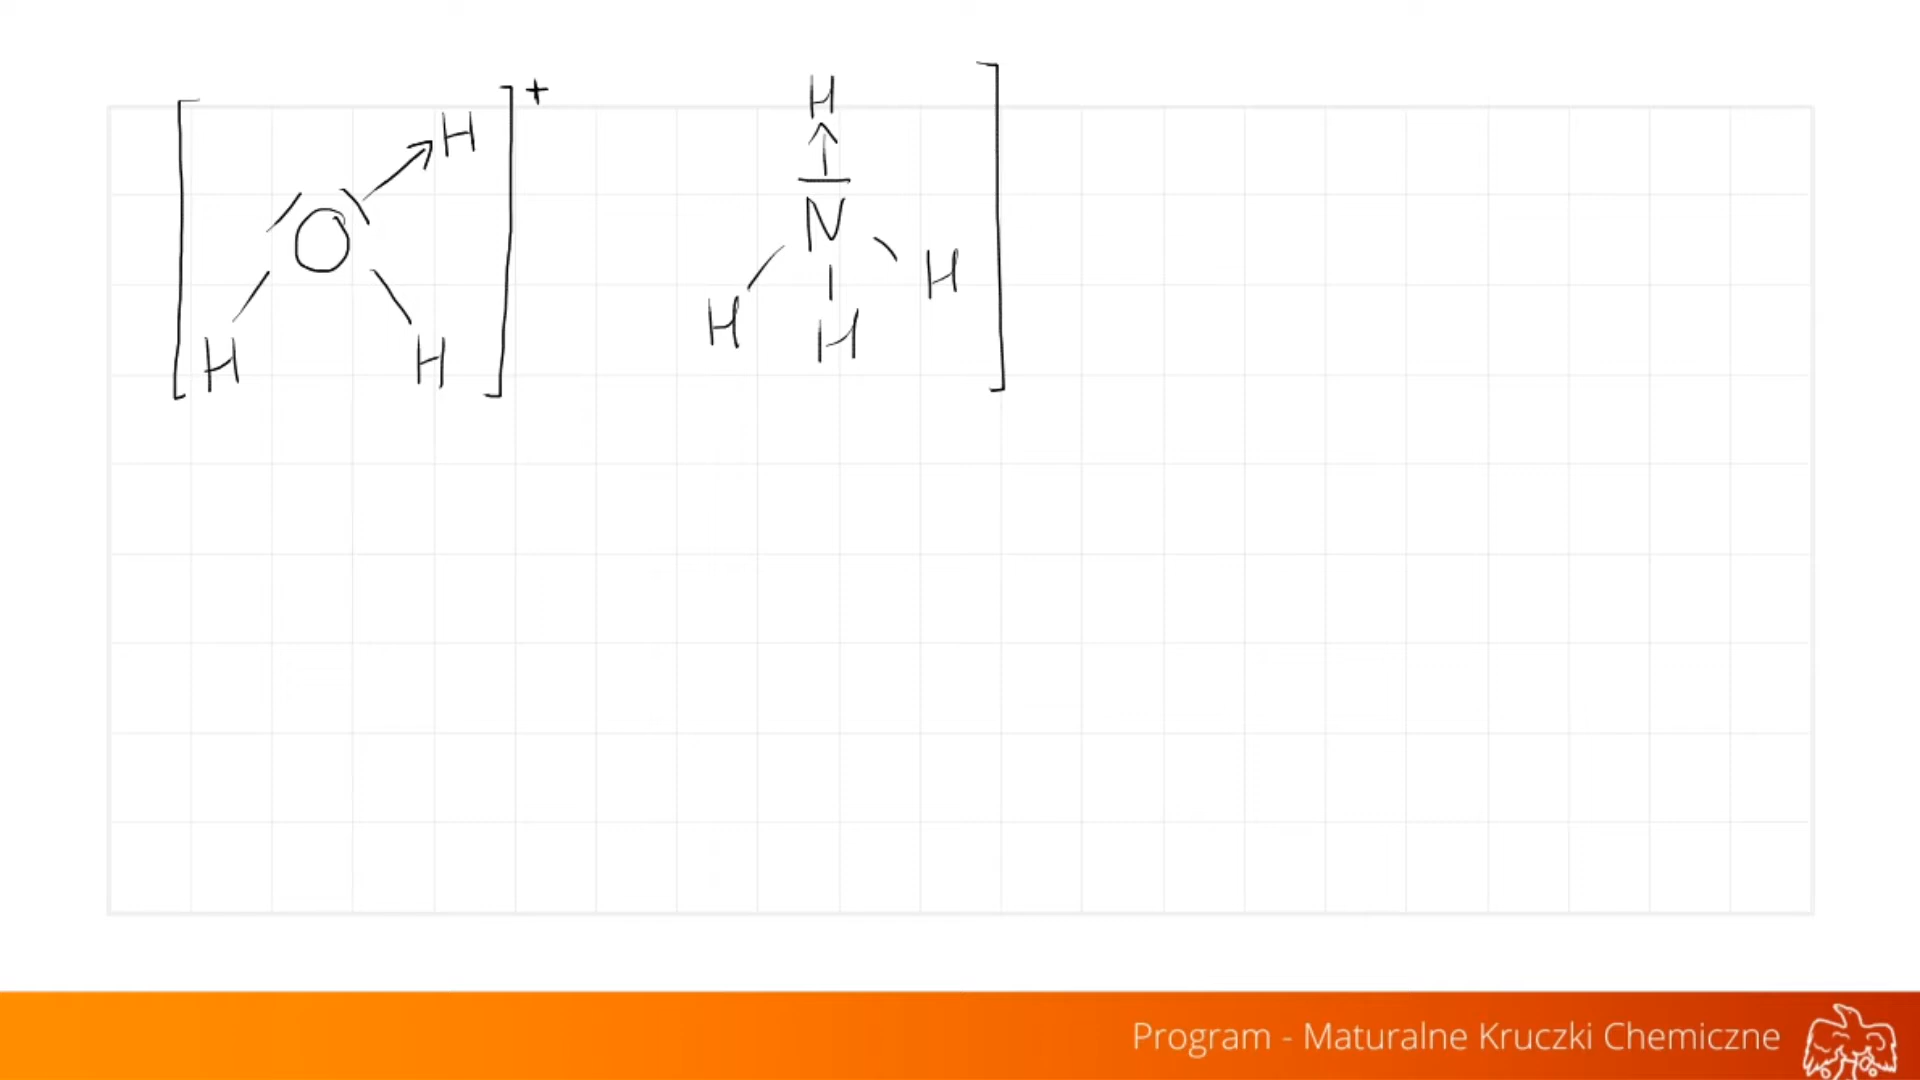 [ H ]+
O
H H
H ]
N
H H H
Program - Maturalne Kruczki Chemiczne